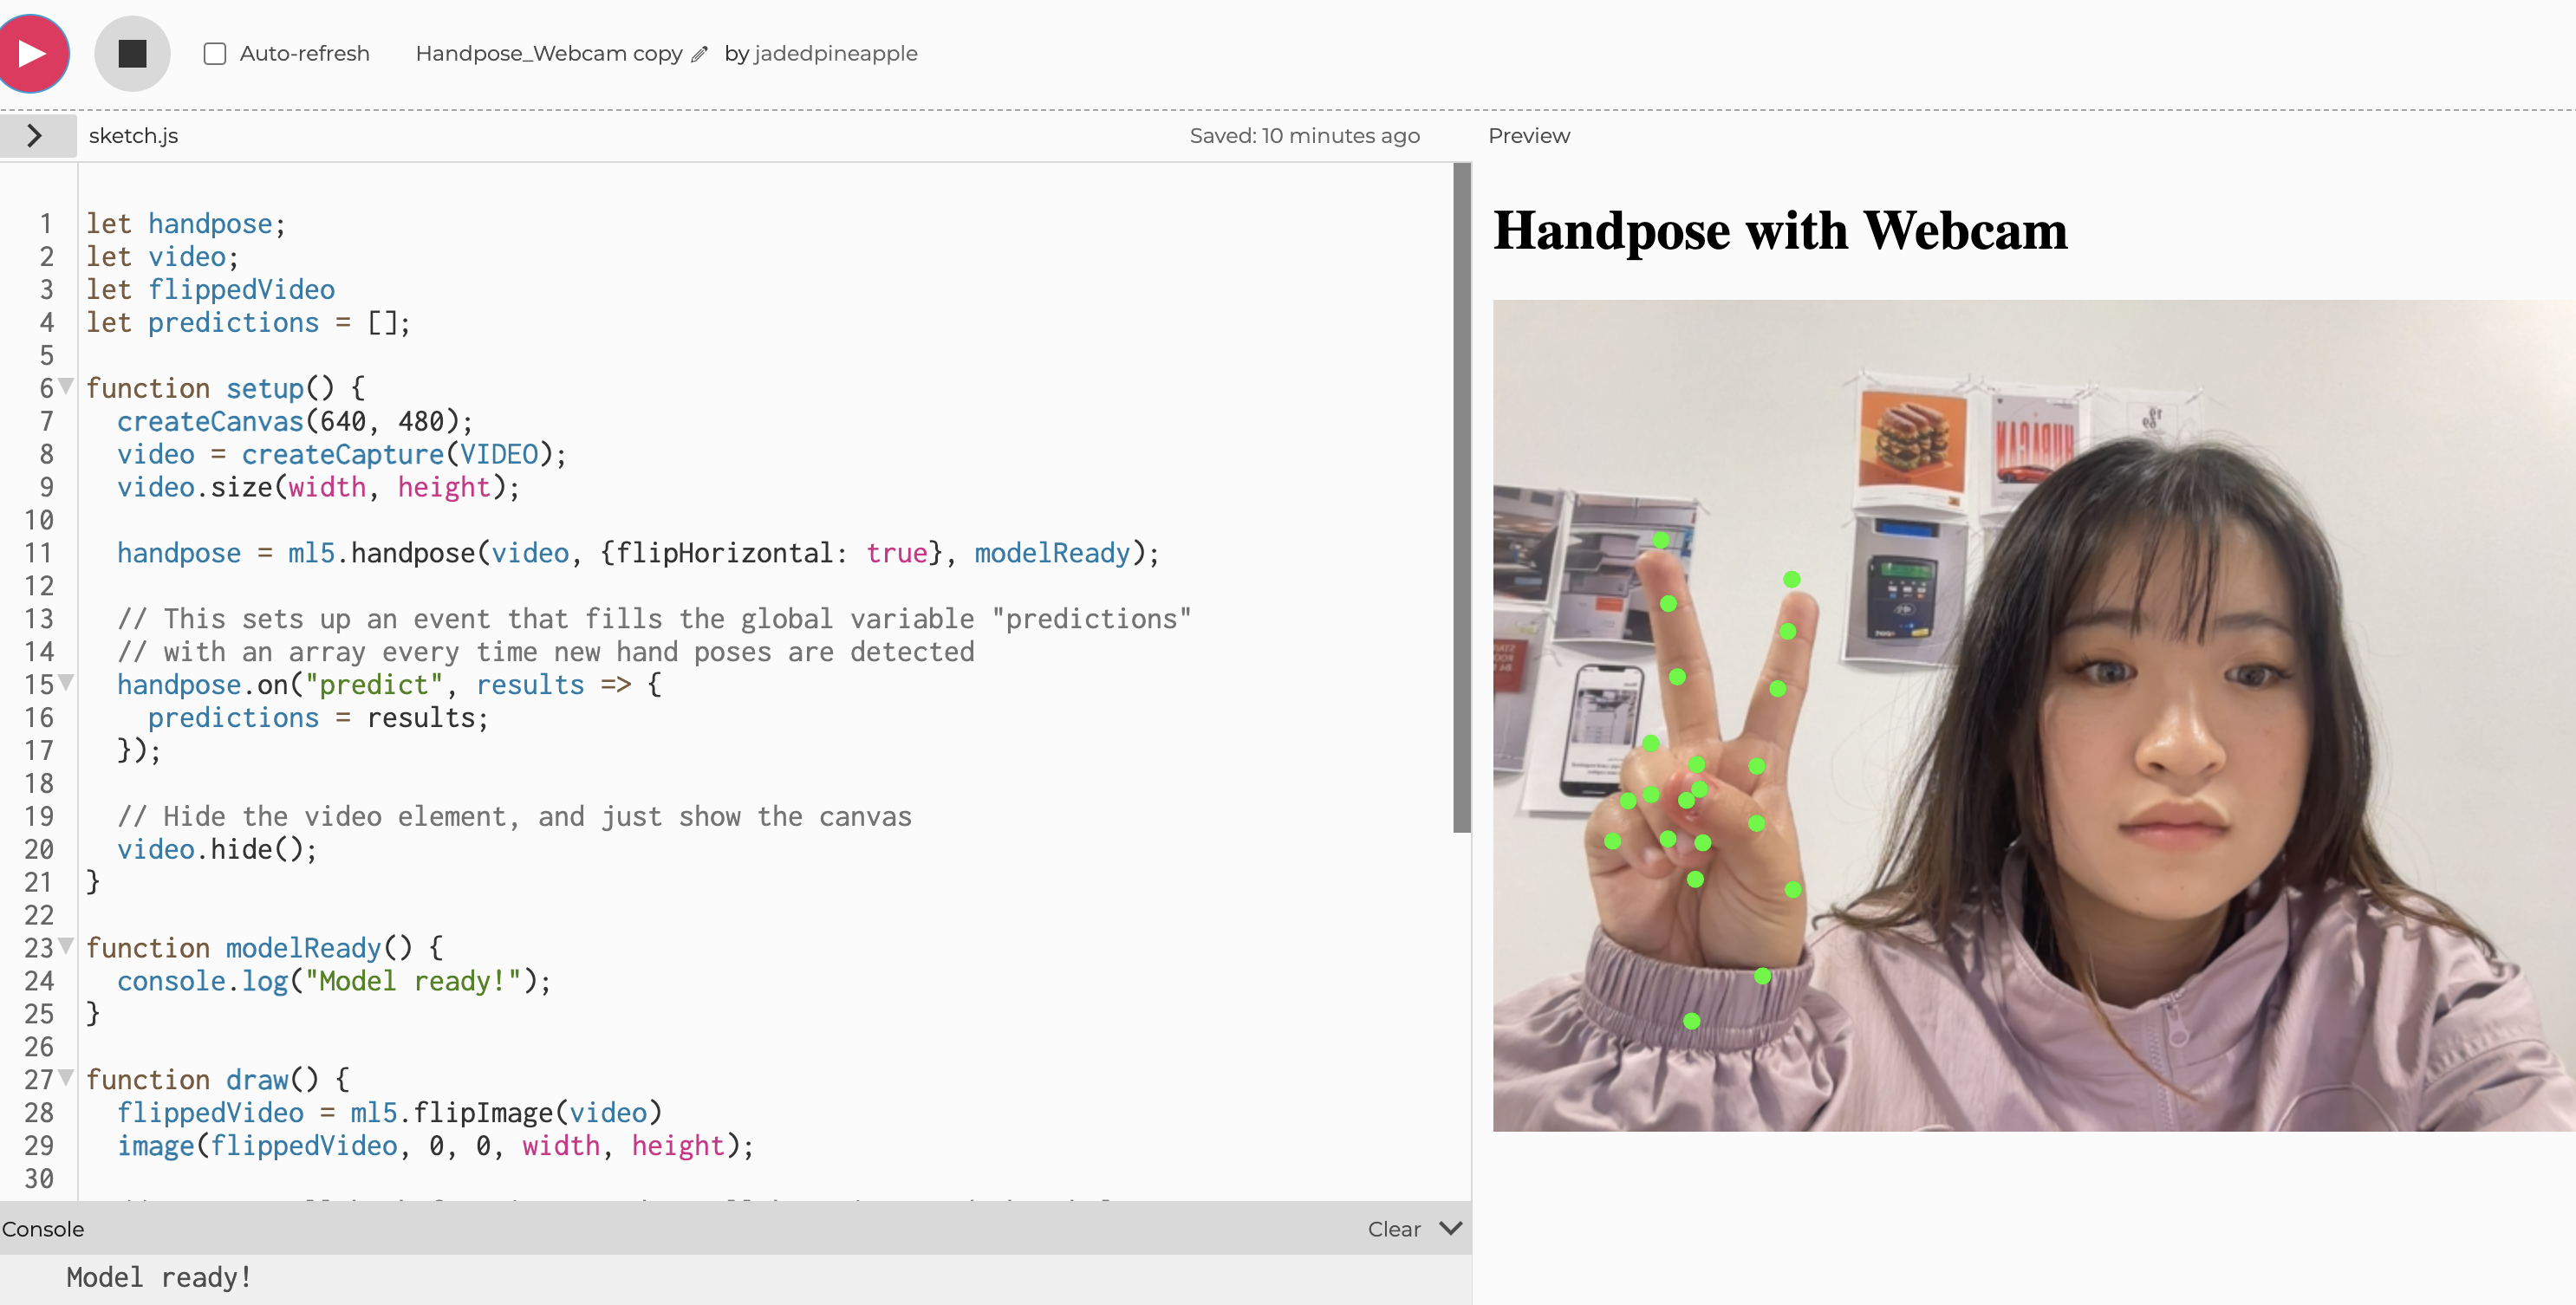 Auto-refresh Handpose_Webcam copy by jadedpineapple
sketch.js Saved: 10 minutes ago
1 let handpose;
2 let video;
3 let flippedVideo
4 let predictions = [];
5
6 function setup() {
7 createCanvas(640, 480);
8 video = createCapture(VIDEO);
9 video.size(width, height);
10
11 handpose = ml5.handpose(video, {flipHorizontal: true}, modelReady);
12
13 // This sets up an event that fills the global variable "predictions"
14 // with an array every time new hand poses are detected
15 handpose.on("predict", results => {
16 predictions = results;
17 });
18
19 // Hide the video element, and just show the canvas
20 video.hide();
21 }
22
23 function modelReady() {
24 console.log("Model ready!");
25 }
26
27 function draw() {
28 flippedVideo = ml5.flipImage(video)
29 image(flippedVideo, 0, 0, width, height);
30
Console Clear
Model ready!
Preview
Handpose with Webcam